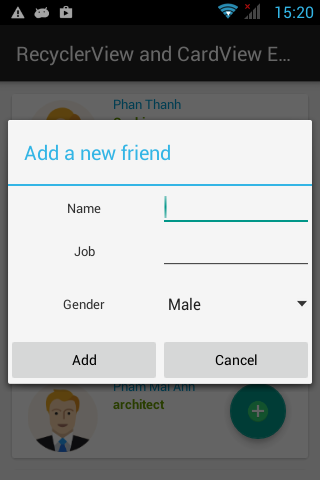 15:20
RecyclerView and CardView E...
Phan Thanh
Add a new friend
Name
Job
Gender
Male
Add
Cancel
Pham Mai Anh
architect